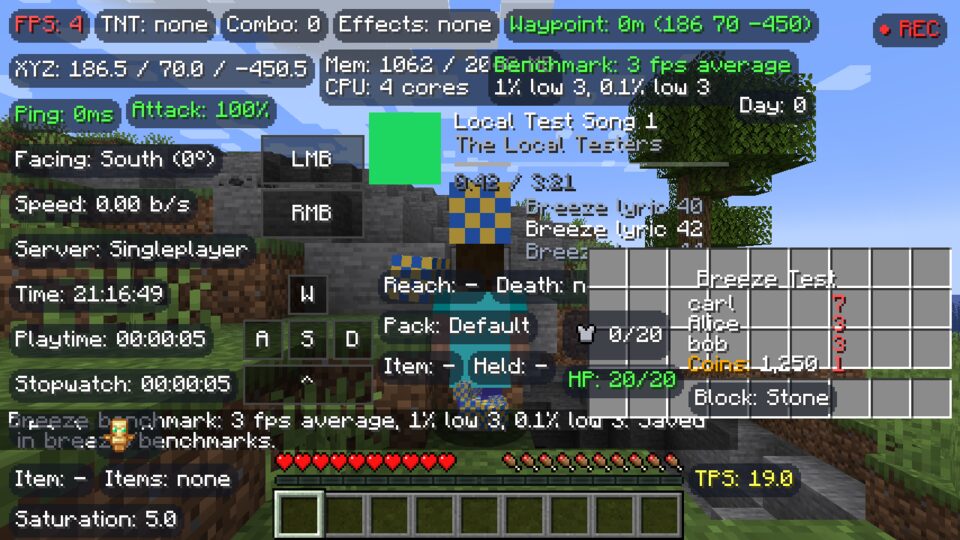 FPS: 4 TNT: none Combo: 0 Effects: none Waypoint: 0m (186 70 -450)
REC
XYZ: 186.5 / 70.0 / -450.5
Mem: 1062 /
Benchmark: 3 fps average
CPU: 4 cores
1% low 3, 0.1% low 3
Day: 0
Ping: 0ms
Attack: 100%
Local Test Song 1
The Local Testers
0:42 / 3:21
Facing: South (0°)
LMB
Speed: 0.00 b/s
RMB
Breeze lyric 40
Breeze lyric 42
Breeze
Server: Singleplayer
Time: 21:16:49
W
Reach: - Death:
Breeze Test
carl 7
Alice 3
bob 3
Coins: 1,250 1
Playtime: 00:00:05
A S D
Pack: Default
0/20
Item: - Held: -
HP: 20/20
Stopwatch: 00:00:05
^
Block: Stone
Breeze benchmark: 3 fps average, 1% low 3, 0.1% low 3. Saved
in breeze benchmarks.
Item: - Items: none
TPS: 19.0
Saturation: 5.0